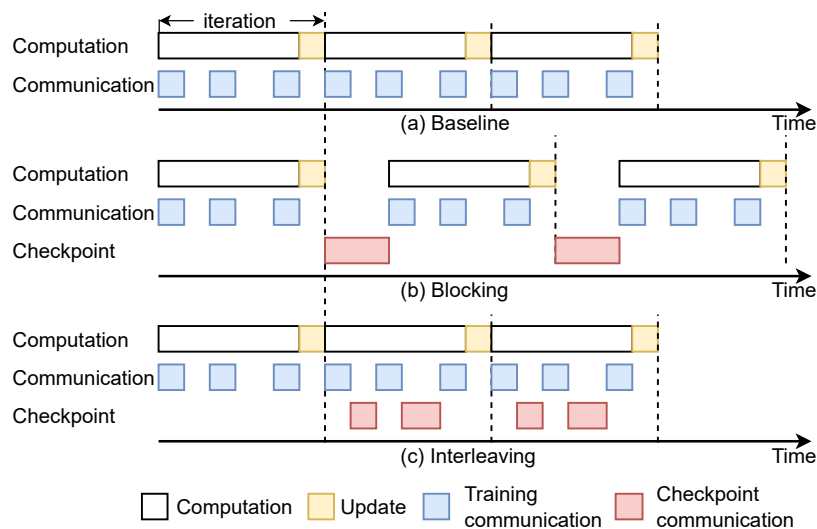 iteration
Computation
Communication
(a) Baseline
Time
Computation
Communication
Checkpoint
(b) Blocking
Time
Computation
Communication
Checkpoint
(c) Interleaving
Time
Computation
Update
Training
communication
Checkpoint
communication